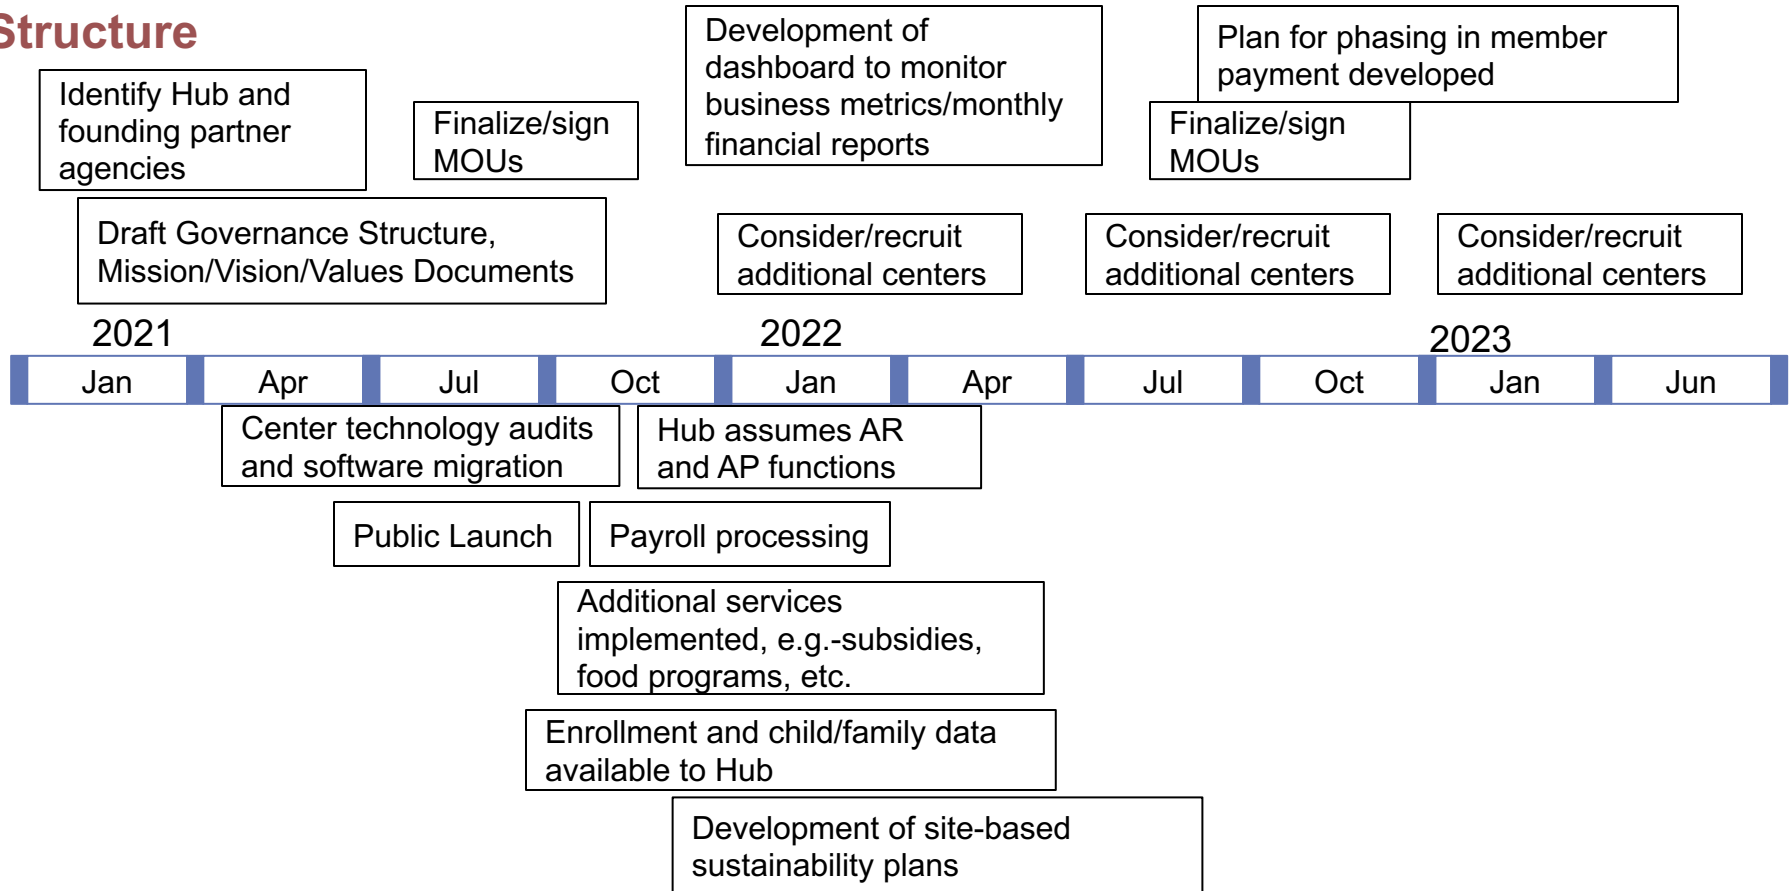 Structure
Identify Hub and
founding partner
agencies
Finalize/sign
MOUs
Development of
dashboard to monitor
business metrics/monthly
financial reports
Plan for phasing in member
payment developed
Finalize/sign
MOUs
Draft Governance Structure,
Mission/Vision/Values Documents
Consider/recruit
additional centers
Consider/recruit
additional centers
Consider/recruit
additional centers
2021
2022
2023
Jan Apr Jul Oct Jan Apr Jul Oct Jan Jun
Center technology audits
and software migration
Hub assumes AR
and AP functions
Public Launch
Payroll processing
Additional services
implemented, e.g.-subsidies,
food programs, etc.
Enrollment and child/family data
available to Hub
Development of site-based
sustainability plans